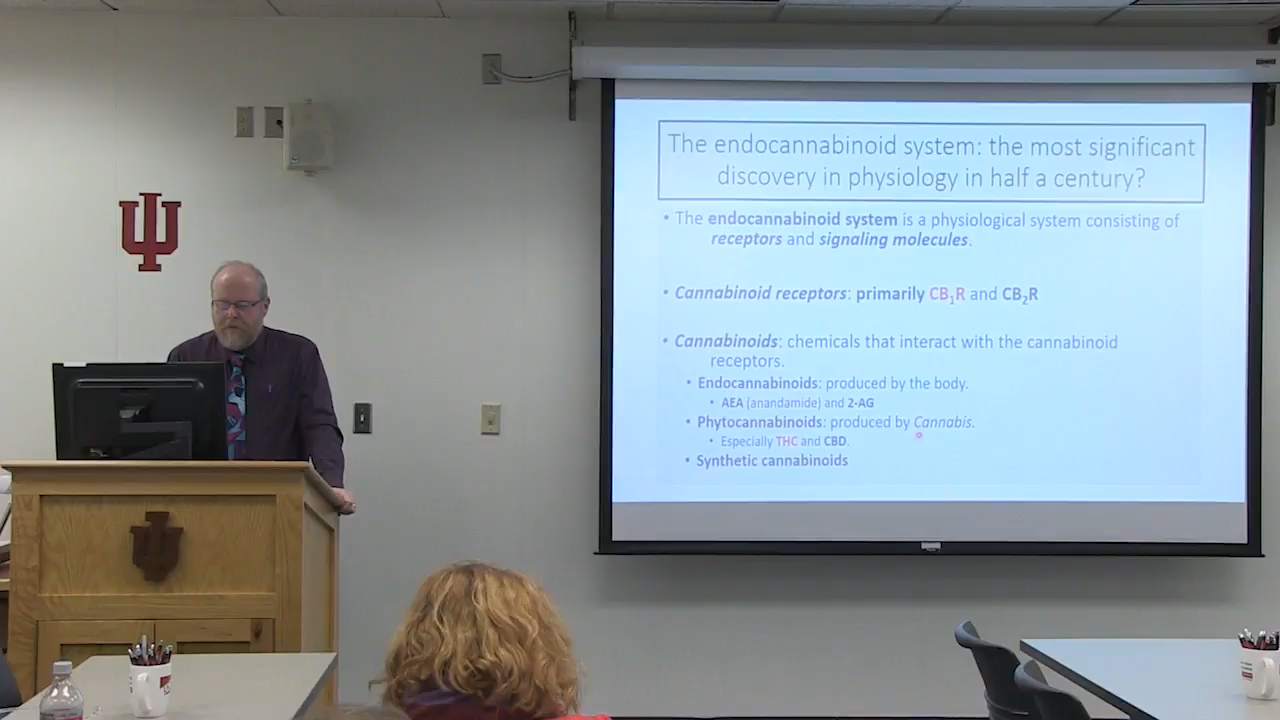 The endocannabinoid system: the most significant
discovery in physiology in half a century?
• The endocannabinoid system is a physiological system consisting of
receptors and signaling molecules.
• Cannabinoid receptors: primarily CB₁R and CB₂R
• Cannabinoids: chemicals that interact with the cannabinoid
receptors.
• Endocannabinoids: produced by the body.
• AEA (anandamide) and 2-AG
• Phytocannabinoids: produced by Cannabis.
• Especially THC and CBD.
• Synthetic cannabinoids